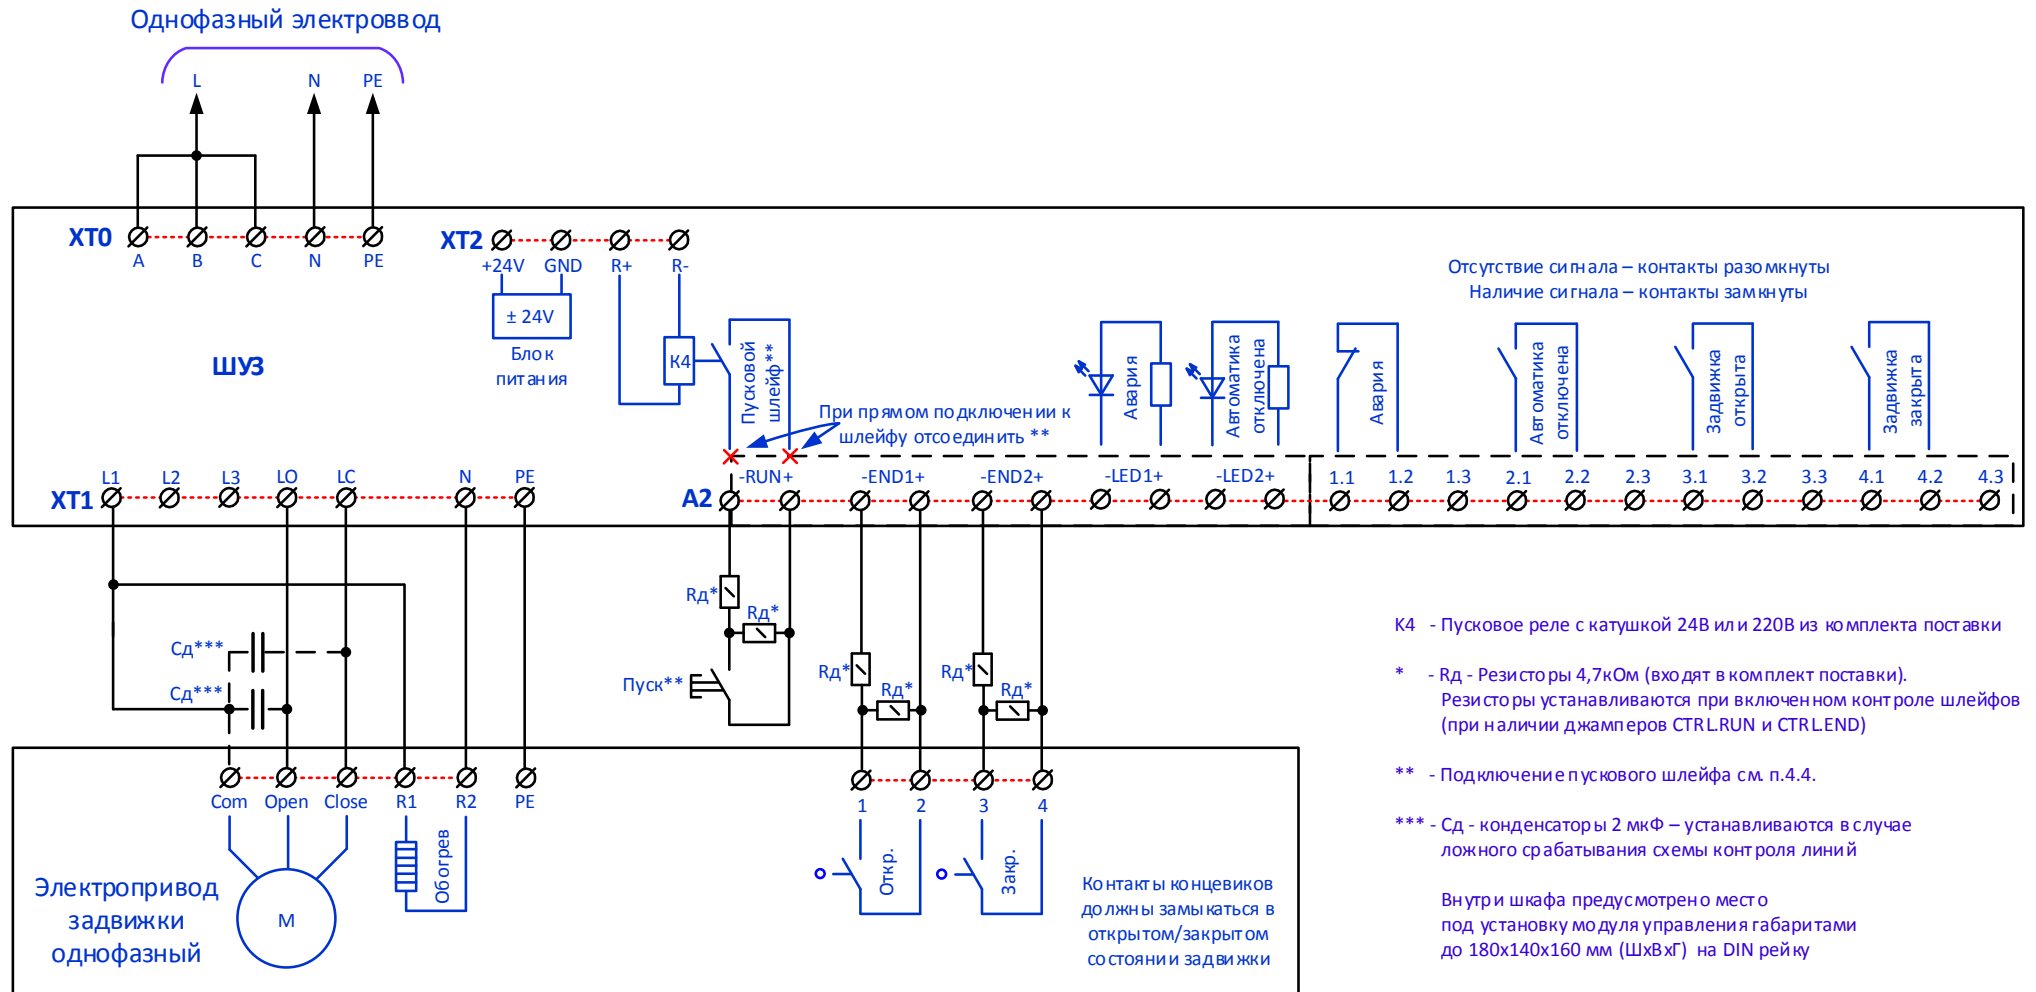 Однофазный электроввод
L N PE
ХТ0
A B C N PE
ХТ2
+24V GND R+ R-
± 24V
Блок
питания
К4
Пусковой
шлейф**
ШУЗ
При прямом подключении к
шлейфу отсоединить **
Авария
Автоматика
отключена
Отсутствие сигнала – контакты разомкнуты
Наличие сигнала – контакты замкнуты
Авария
Автоматика
отключена
Задвижка
открыта
Задвижка
закрыта
ХТ1
L1 L2 L3 LO LC N PE
А2
-RUN+ -END1+ -END2+ -LED1+ -LED2+
1.1 1.2 1.3 2.1 2.2 2.3 3.1 3.2 3.3 4.1 4.2 4.3
Rд*
Rд*
Пуск**
Сд***
Сд***
Rд*
Rд*
Rд*
Rд*
Com Open Close R1 R2 PE
1 2 3 4
Обогрев
M
Электропривод
задвижки
однофазный
Откр.
Закр.
Контакты концевиков
должны замыкаться в
открытом/закрытом
состоянии задвижки
К4 - Пусковое реле с катушкой 24В или 220В из комплекта поставки
* - Rд - Резисторы 4,7кОм (входят в комплект поставки).
Резисторы устанавливаются при включенном контроле шлейфов
(при наличии джамперов CTRL.RUN и CTRL.END)
** - Подключение пускового шлейфа см. п.4.4.
*** - Сд - конденсаторы 2 мкФ – устанавливаются в случае
ложного срабатывания схемы контроля линий
Внутри шкафа предусмотрено место
под установку модуля управления габаритами
до 180х140х160 мм (ШхВхГ) на DIN рейку